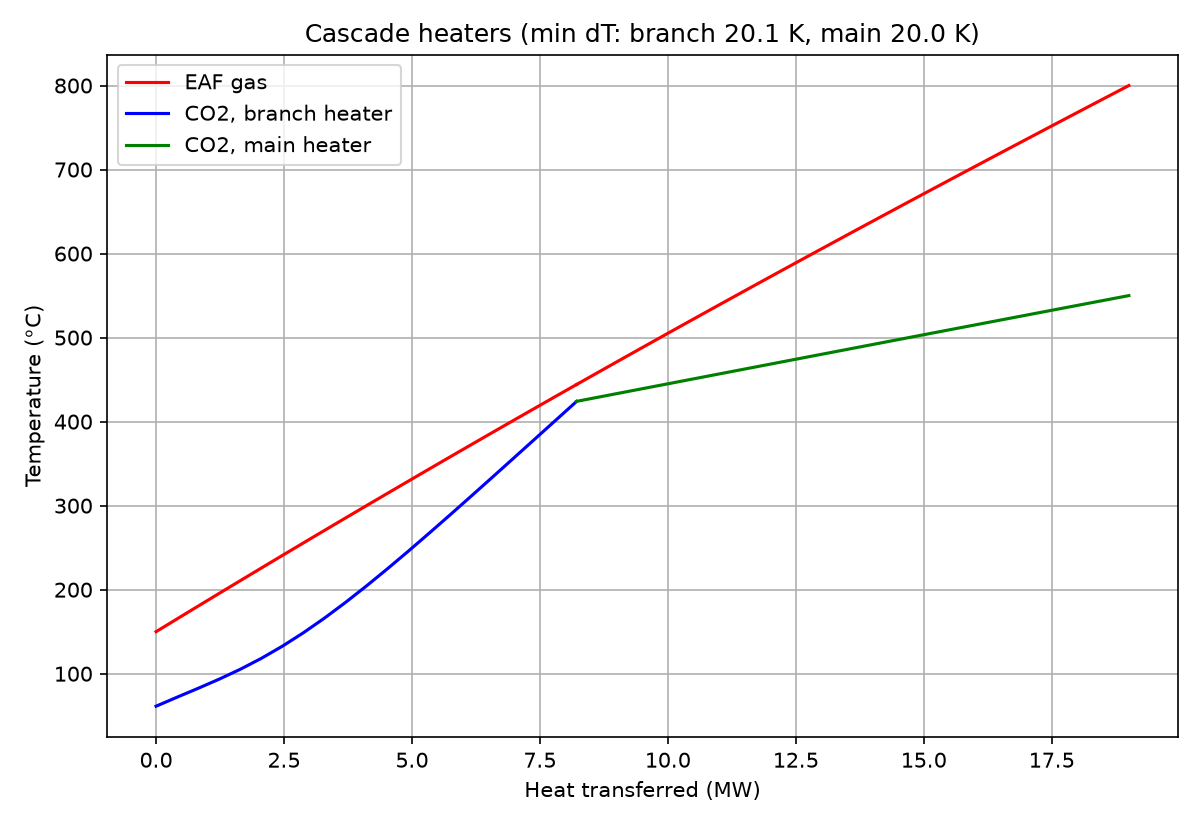 Cascade heaters (min dT: branch 20.1 K, main 20.0 K)
EAF gas
CO2, branch heater
CO2, main heater
Temperature (°C)
800
700
600
500
400
300
200
100
0.0 2.5 5.0 7.5 10.0 12.5 15.0 17.5
Heat transferred (MW)